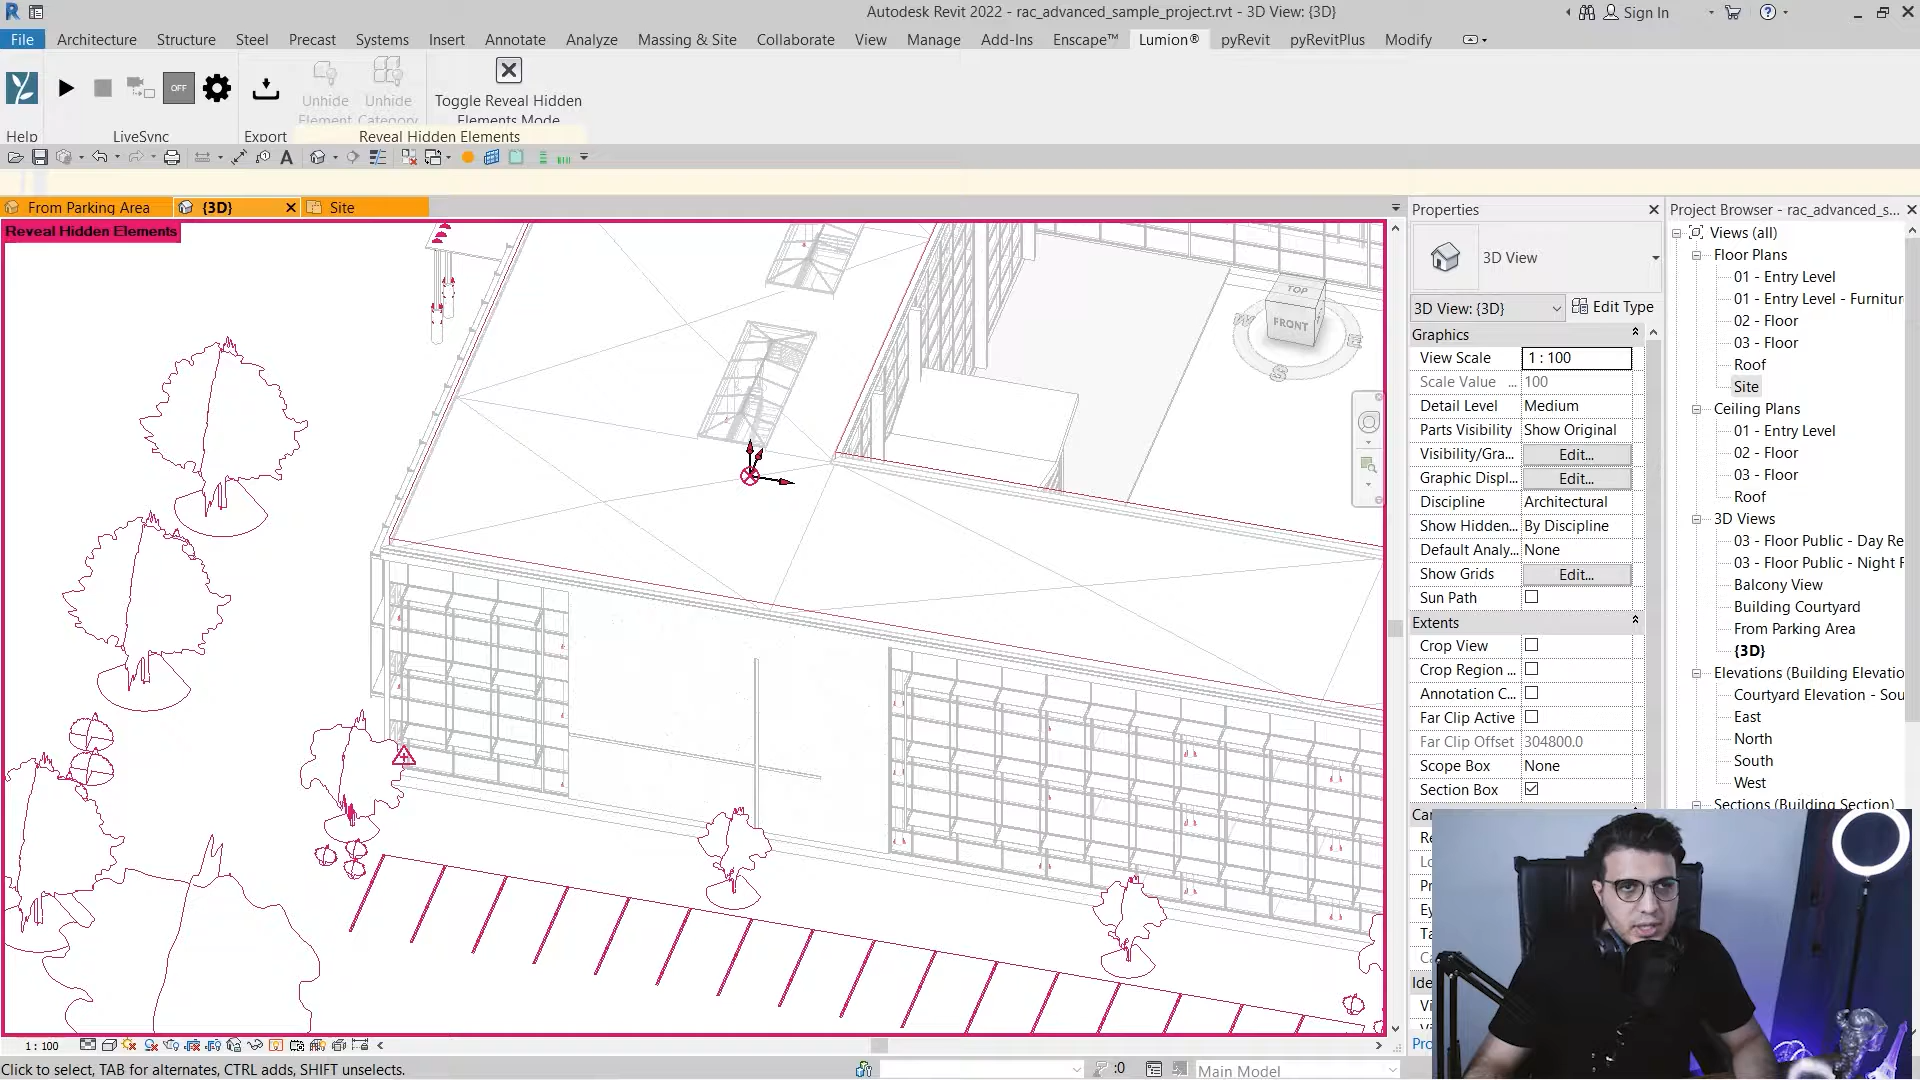 Autodesk Revit 2022 - rac_advanced_sample_project.rvt - 3D View: {3D}
Sign In
File Architecture Structure Steel Precast Systems Insert Annotate Analyze Massing & Site Collaborate View Manage Add-Ins Enscape™ Lumion® pyRevit pyRevitPlus Modify
OFF
Unhide Element
Unhide Category
Toggle Reveal Hidden Elements Mode
Help LiveSync Export Reveal Hidden Elements
From Parking Area {3D} Site
Reveal Hidden Elements
TOP
FRONT
W
E
S
Properties
3D View
3D View: {3D} Edit Type
Graphics
View Scale 1 : 100
Scale Value ... 100
Detail Level Medium
Parts Visibility Show Original
Visibility/Gra... Edit...
Graphic Displ... Edit...
Discipline Architectural
Show Hidden... By Discipline
Default Analy... None
Show Grids Edit...
Sun Path
Extents
Crop View
Crop Region ...
Annotation C...
Far Clip Active
Far Clip Offset 304800.0
Scope Box None
Section Box
Project Browser - rac_advanced_s...
Views (all)
Floor Plans
01 - Entry Level
01 - Entry Level - Furnitur
02 - Floor
03 - Floor
Roof
Site
Ceiling Plans
01 - Entry Level
02 - Floor
03 - Floor
Roof
3D Views
03 - Floor Public - Day Re
03 - Floor Public - Night F
Balcony View
Building Courtyard
From Parking Area
{3D}
Elevations (Building Elevatio
Courtyard Elevation - Sou
East
North
South
West
Sections (Building Section)
1 : 100
Click to select, TAB for alternates, CTRL adds, SHIFT unselects.
:0
Main Model